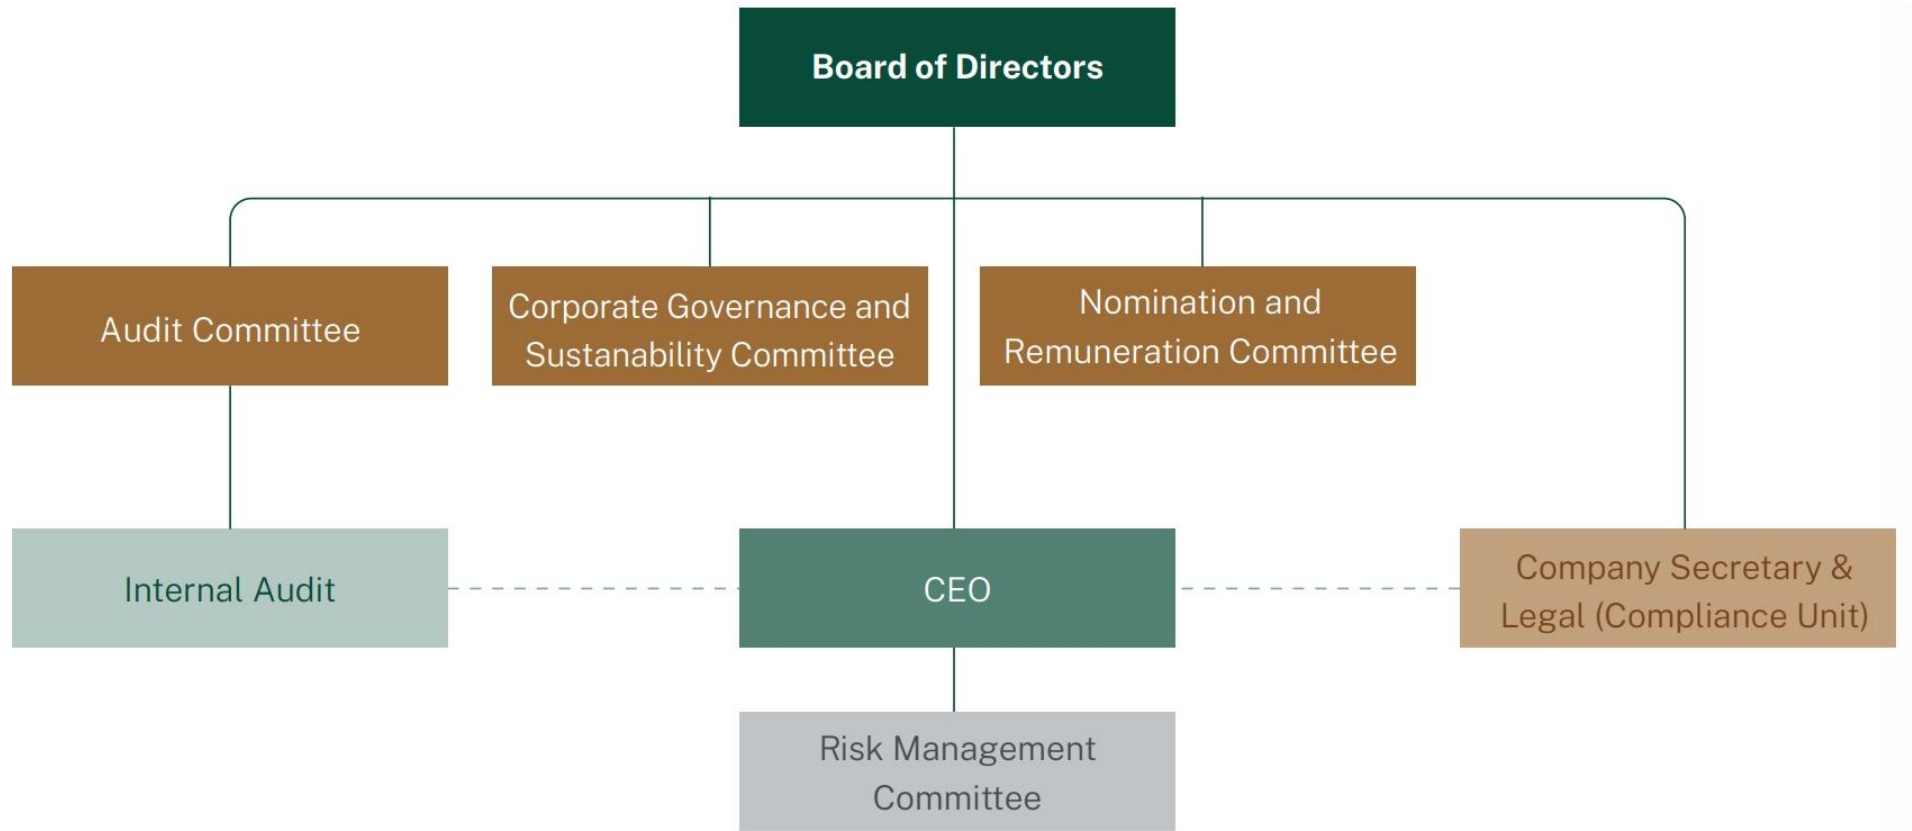 Board of Directors
Audit Committee
Corporate Governance and
Sustanability Committee
Nomination and
Remuneration Committee
Internal Audit
CEO
Company Secretary &
Legal (Compliance Unit)
Risk Management
Committee